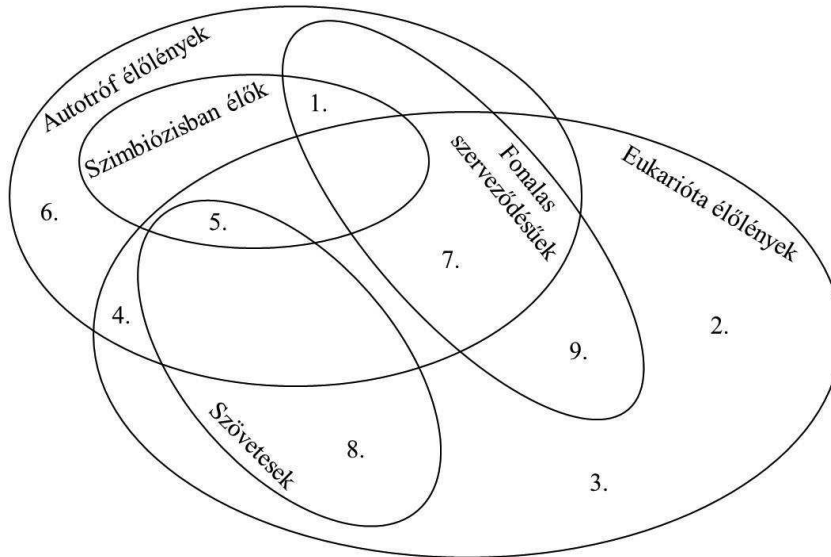 Autotróf élőlények
Szimbiózisban élők
1.
Fonalas
szerveződésűek
Eukarióta élőlények
6.
5.
7.
4.
2.
9.
Szövetesek
8.
3.